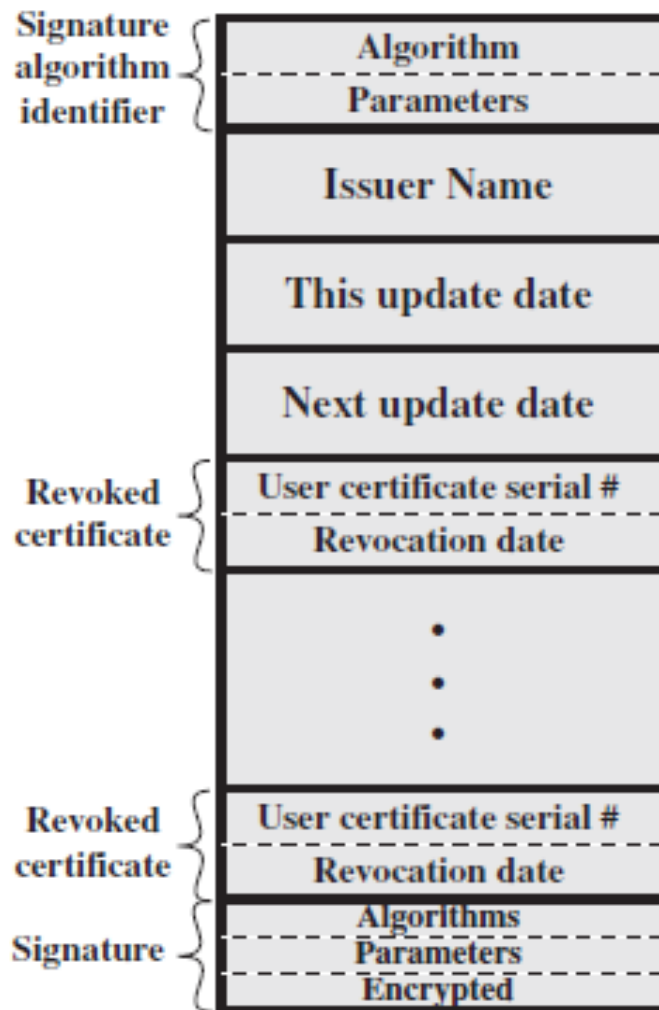 Signature
algorithm
identifier
Algorithm
Parameters
Issuer Name
This update date
Next update date
Revoked
certificate
User certificate serial #
Revocation date
Revoked
certificate
User certificate serial #
Revocation date
Signature
Algorithms
Parameters
Encrypted